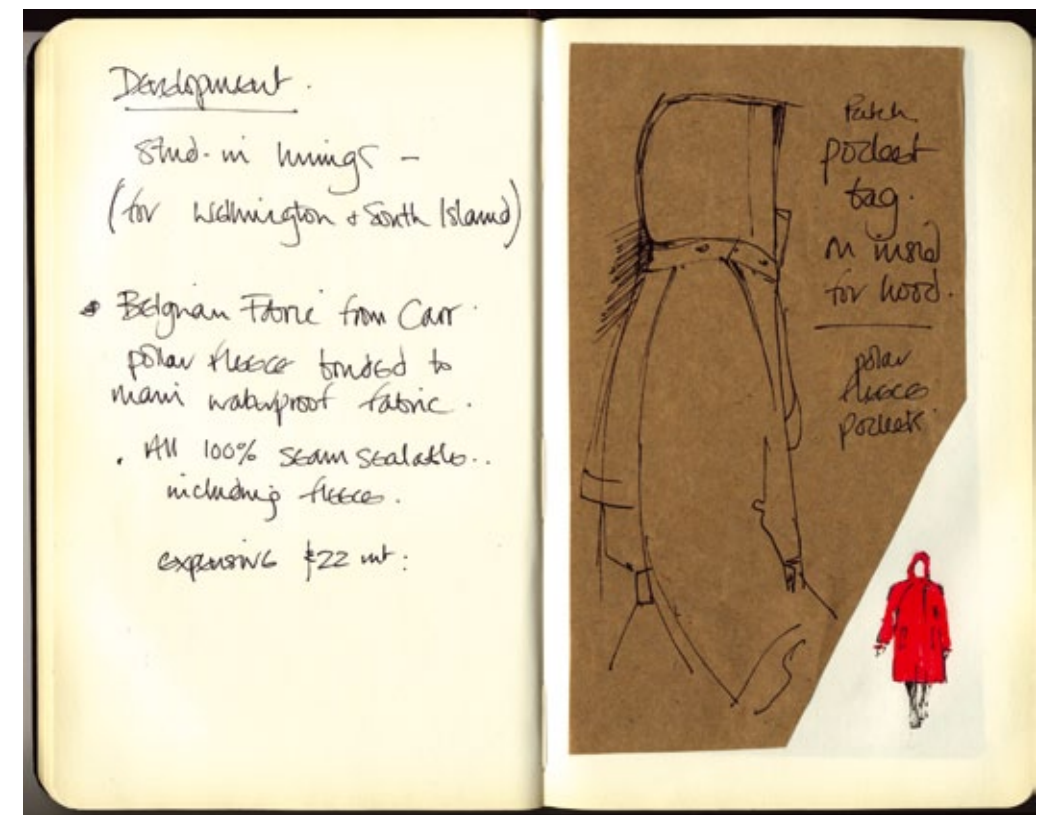 Development.
Stud-in linings -
(for Wellington & South Island)
Belgian Fabric from Carr.
polar fleece bonded to
main waterproof fabric.
. All 100% seam sealable..
including fleece.
expensive $22 mt:
Patch
pocket
bag.
on inside
for hood.
polar
fleece
pockets